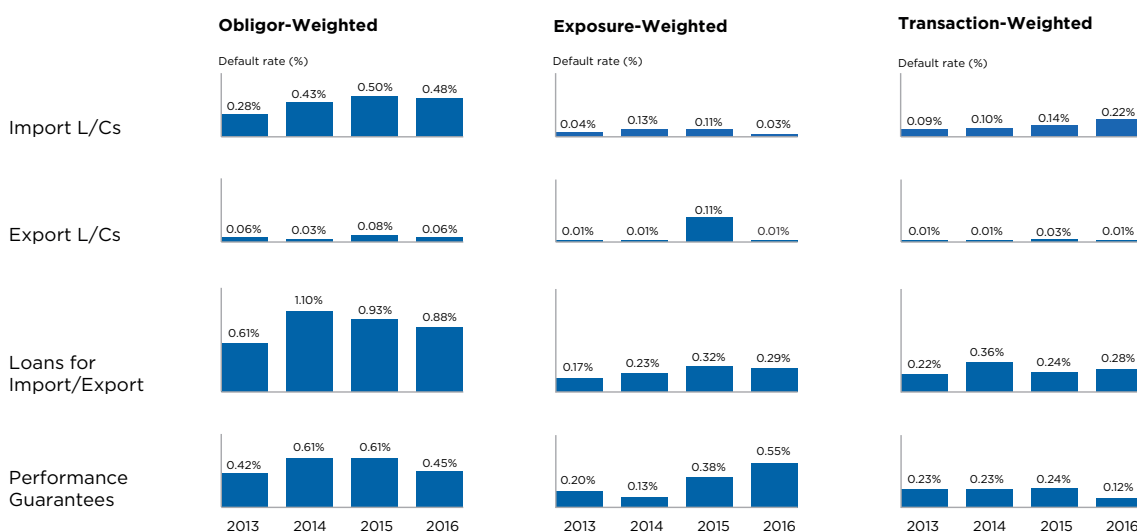 Obligor-Weighted Exposure-Weighted Transaction-Weighted
Default rate (%) Default rate (%) Default rate (%)
Import L/Cs
0.28% 0.43% 0.50% 0.48%
0.04% 0.13% 0.11% 0.03%
0.09% 0.10% 0.14% 0.22%
Export L/Cs
0.06% 0.03% 0.08% 0.06%
0.01% 0.01% 0.11% 0.01%
0.01% 0.01% 0.03% 0.01%
Loans for
Import/Export
0.61% 1.10% 0.93% 0.88%
0.17% 0.23% 0.32% 0.29%
0.22% 0.36% 0.24% 0.28%
Performance
Guarantees
0.42% 0.61% 0.61% 0.45%
0.20% 0.13% 0.38% 0.55%
0.23% 0.23% 0.24% 0.12%
2013 2014 2015 2016 2013 2014 2015 2016 2013 2014 2015 2016